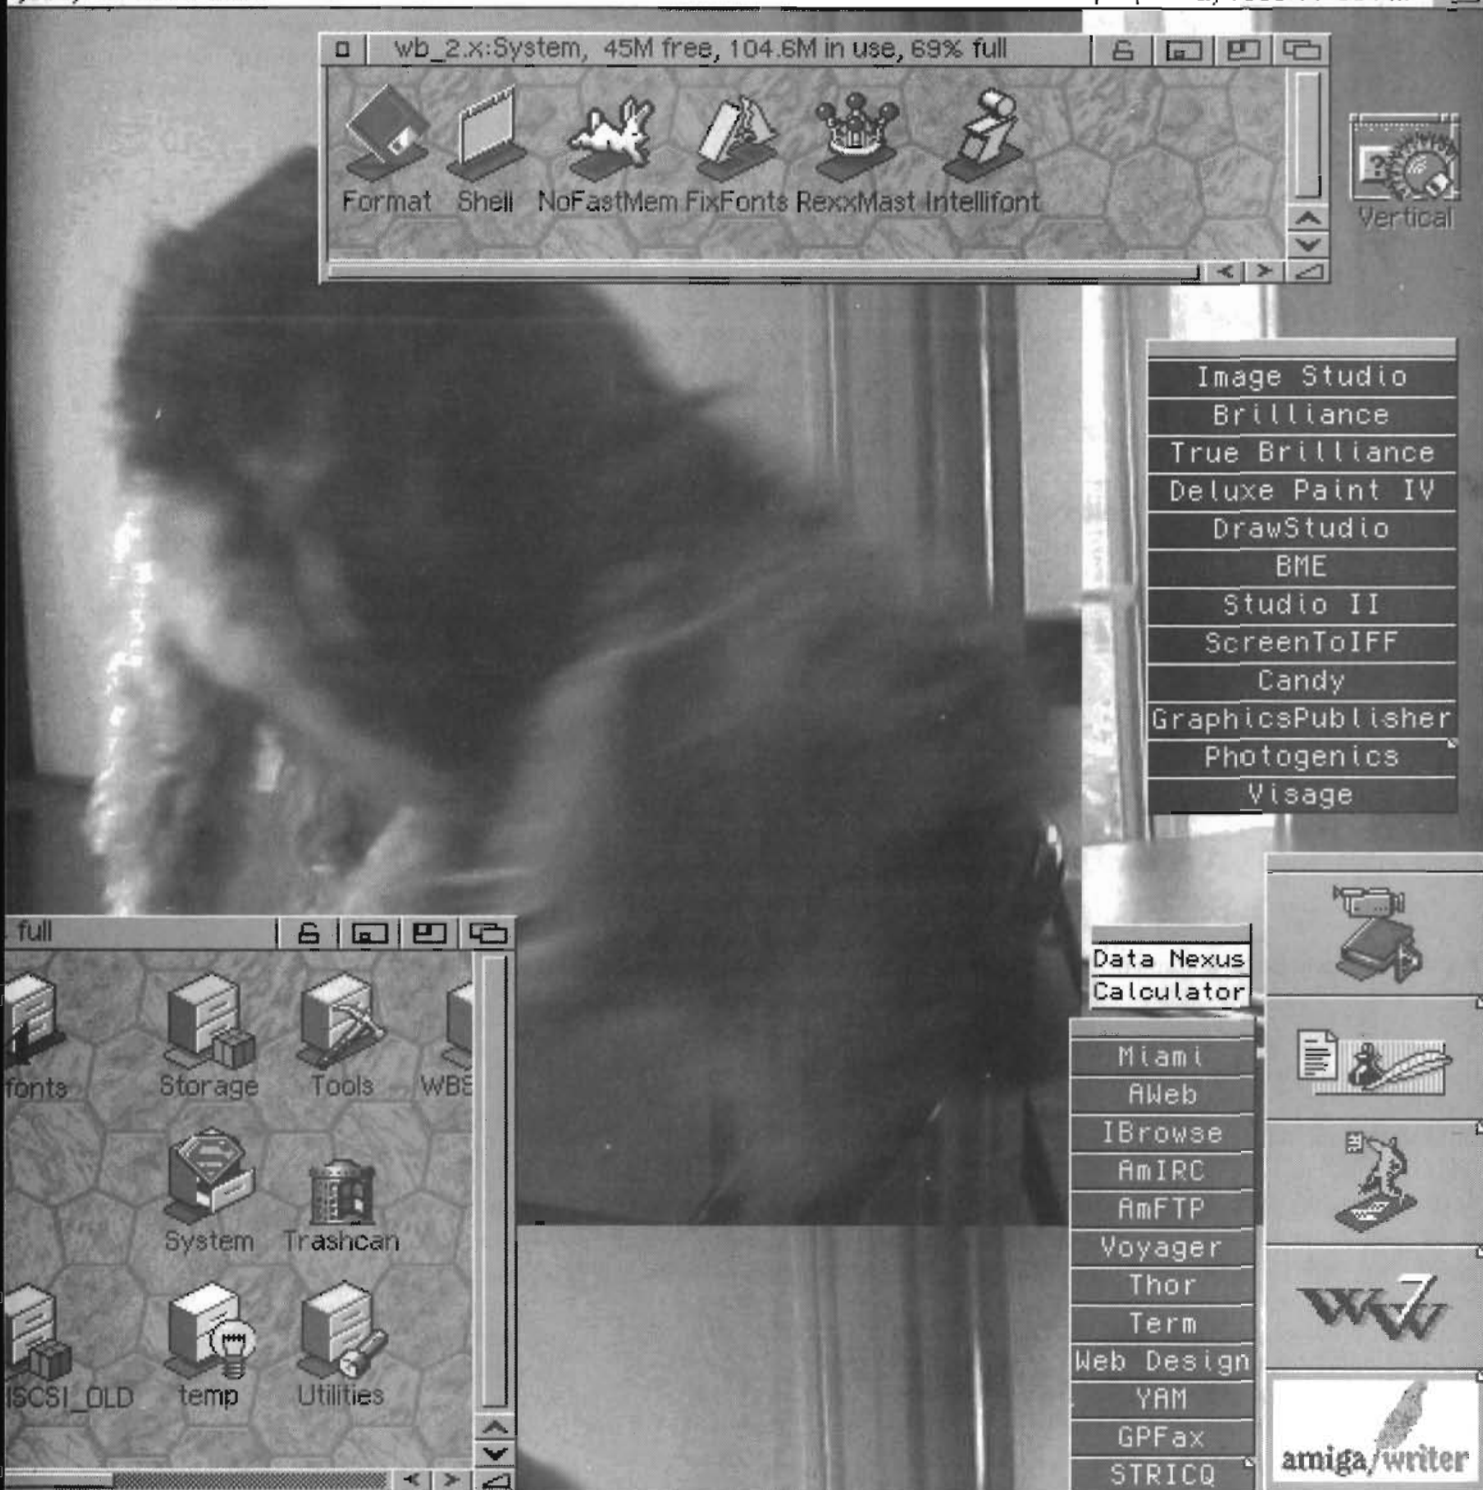 wb_2.x:System, 45M free, 104.6M in use, 69% full
Format Shell NoFastMem FixFonts RexxMast Intellifont
Vertical
Image Studio
Brilliance
True Brilliance
Deluxe Paint IV
DrawStudio
BME
Studio II
ScreenToIFF
Candy
GraphicsPublisher
Photogenics
Visage
full
fonts Storage Tools WBS
System Trashcan
ISCSI_OLD temp Utilities
Data Nexus
Calculator
Miami
AWeb
IBrowse
AmIRC
AmFTP
Voyager
Thor
Term
Web Design
YAM
GPFax
STRICQ
WW7
amiga/writer